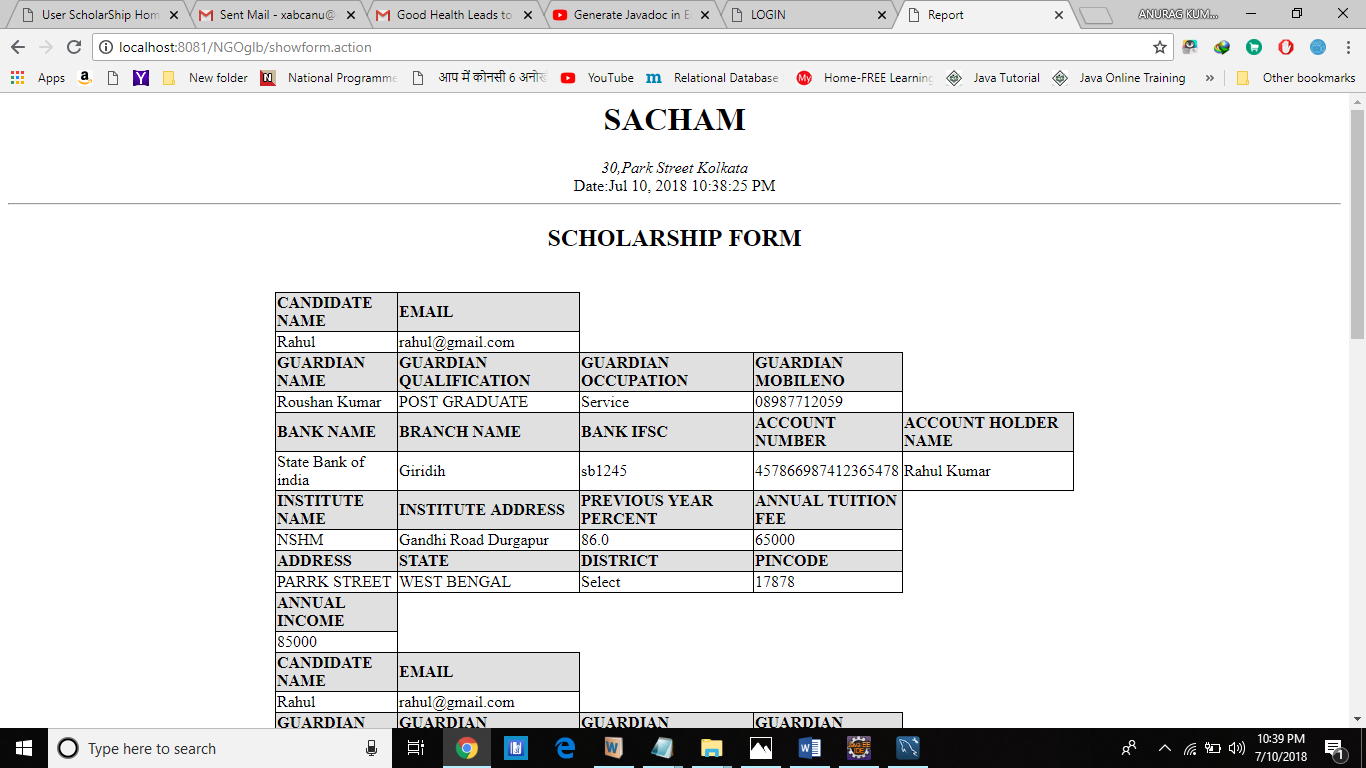 User ScholarShip Hom
Sent Mail - xabcanu@
Good Health Leads to
Generate Javadoc in E
LOGIN
Report
ANURAG KUM...
localhost:8081/NGOglb/showform.action
Apps
New folder
National Programme
आप में कोनसी 6 अनोखे
YouTube
Relational Database
Home-FREE Learning
Java Tutorial
Java Online Training
»
Other bookmarks
SACHAM
30,Park Street Kolkata
Date:Jul 10, 2018 10:38:25 PM
SCHOLARSHIP FORM
CANDIDATE NAME EMAIL
Rahul rahul@gmail.com
GUARDIAN NAME GUARDIAN QUALIFICATION GUARDIAN OCCUPATION GUARDIAN MOBILENO
Roushan Kumar POST GRADUATE Service 08987712059
BANK NAME BRANCH NAME BANK IFSC ACCOUNT NUMBER ACCOUNT HOLDER NAME
State Bank of india Giridih sb1245 457866987412365478 Rahul Kumar
INSTITUTE NAME INSTITUTE ADDRESS PREVIOUS YEAR PERCENT ANNUAL TUITION FEE
NSHM Gandhi Road Durgapur 86.0 65000
ADDRESS STATE DISTRICT PINCODE
PARRK STREET WEST BENGAL Select 17878
ANNUAL INCOME
85000
CANDIDATE NAME EMAIL
Rahul rahul@gmail.com
GUARDIAN GUARDIAN GUARDIAN GUARDIAN
Type here to search
10:39 PM
7/10/2018